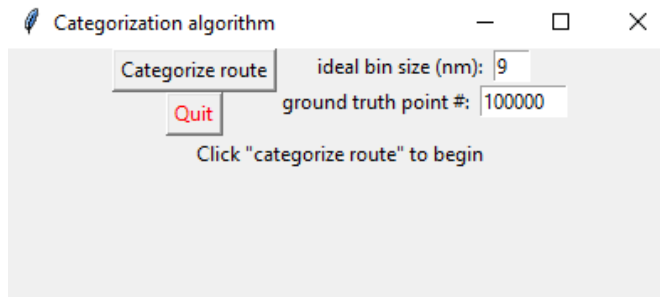 Categorization algorithm
Categorize route ideal bin size (nm): 9
Quit ground truth point #: 100000
Click "categorize route" to begin